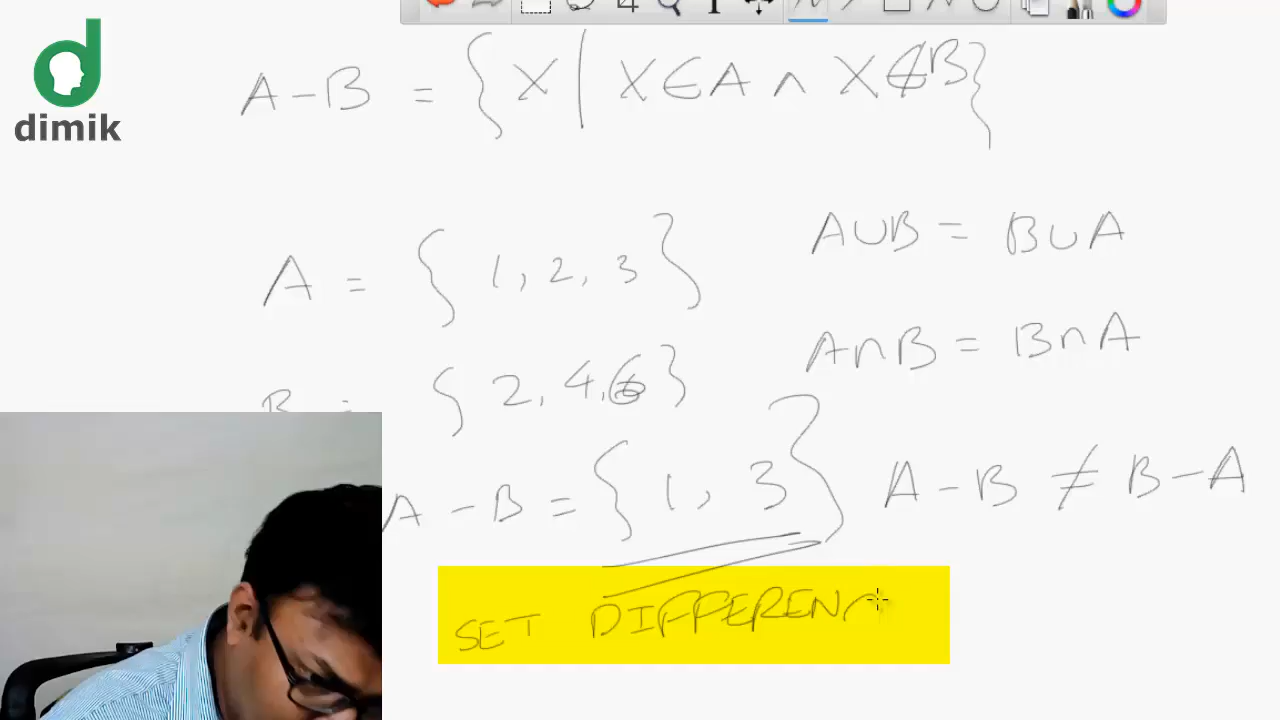 dimik
A-B = {X | X∈A ∧ X∉B}
A = {1, 2, 3}
A∪B = B∪A
B = {2, 4, 6}
A∩B = B∩A
A-B = {1, 3}
A-B ≠ B-A
SET DIFFERENC